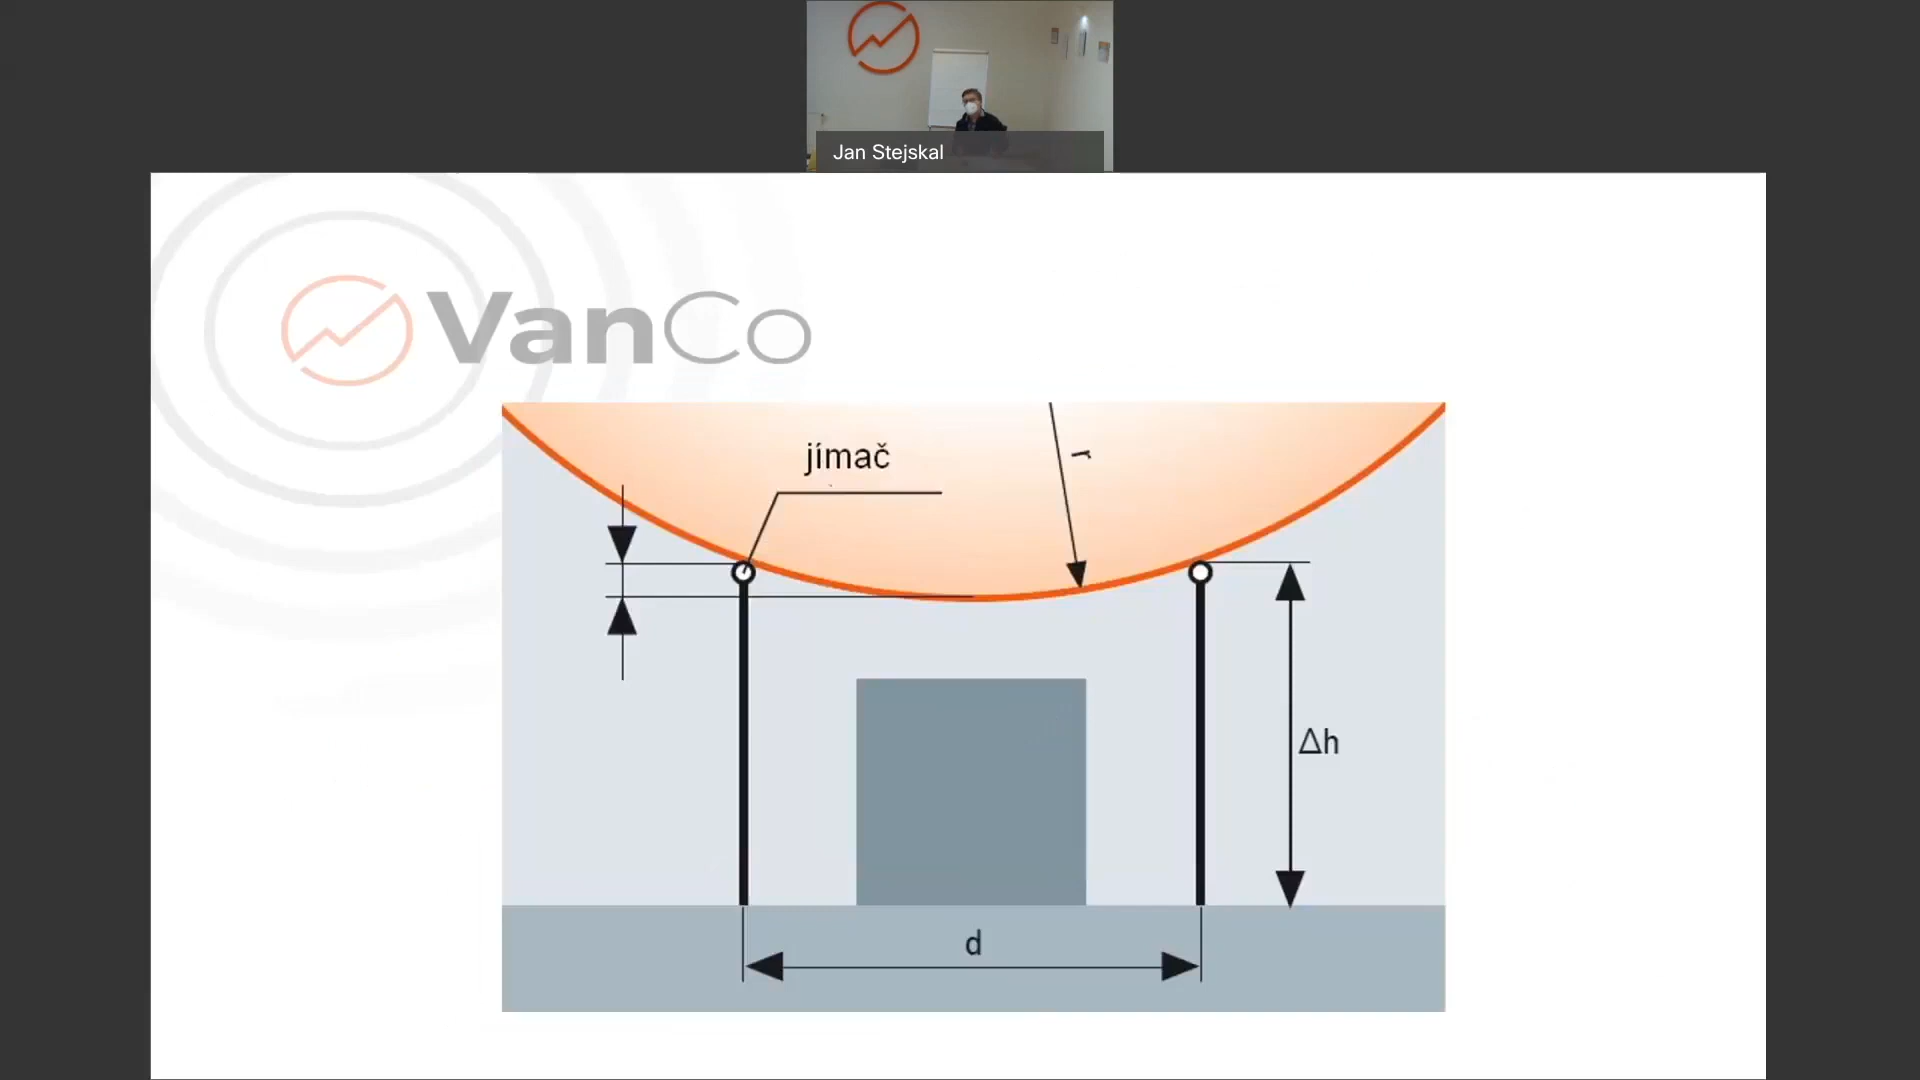 Jan Stejskal
VanCo
jímač
r
Δh
d